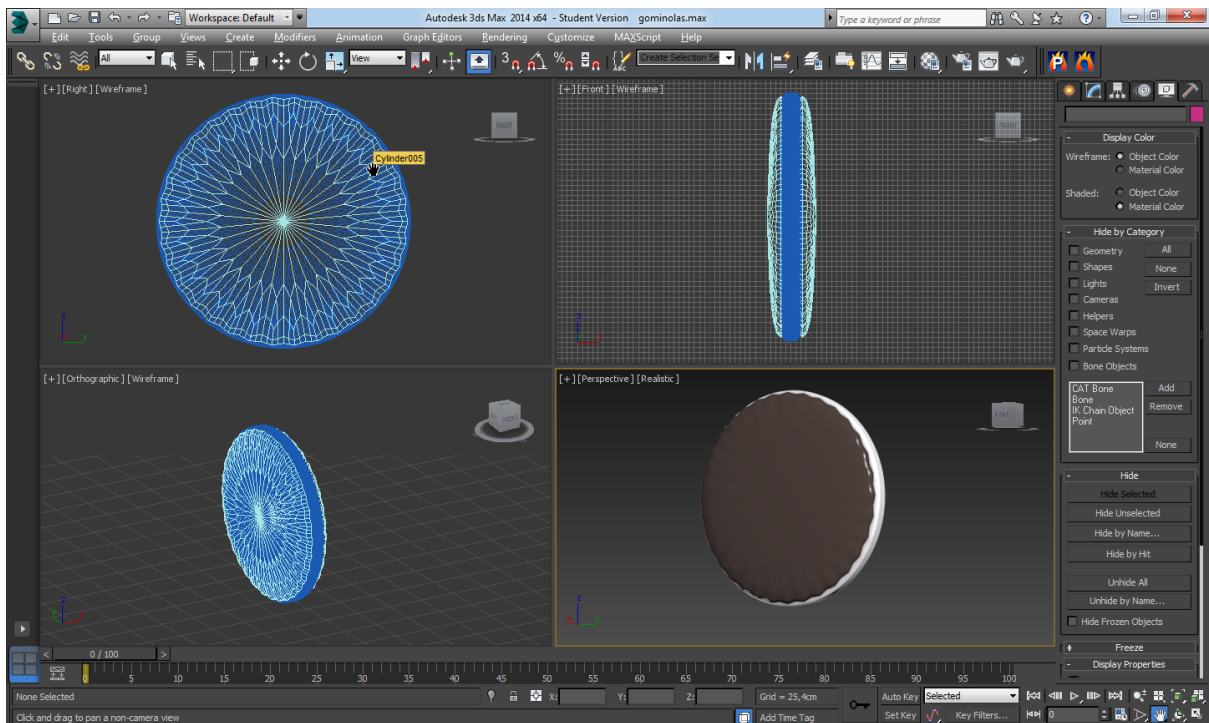 Workspace: Default
Autodesk 3ds Max 2014 x64 - Student Version gominolas.max
Type a keyword or phrase
Edit Tools Group Views Create Modifiers Animation Graph Editors Rendering Customize MAXScript Help
All
View
3
Create Selection Se
[+][Right][Wireframe]
RIGHT
Cylinder005
z
y
[+][Front][Wireframe]
FRONT
z
x
[+][Orthographic][Wireframe]
FRONT
z
[+][Perspective][Realistic]
z
y
Display Color
Wireframe: Object Color
Material Color
Shaded: Object Color
Material Color
Hide by Category
Geometry All
Shapes None
Lights Invert
Cameras
Helpers
Space Warps
Particle Systems
Bone Objects
CAT Bone Add
Bone
IK Chain Object Remove
Point
None
Hide
Hide Selected
Hide Unselected
Hide by Name...
Hide by Hit
Unhide All
Unhide by Name...
Hide Frozen Objects
Freeze
Display Properties
< 0 / 100 >
0 5 10 15 20 25 30 35 40 45 50 55 60 65 70 75 80 85 90 95 100
None Selected X: Y: Z: Grid = 25,4cm Auto Key Selected
Click and drag to pan a non-camera view Add Time Tag Set Key Key Filters... 0